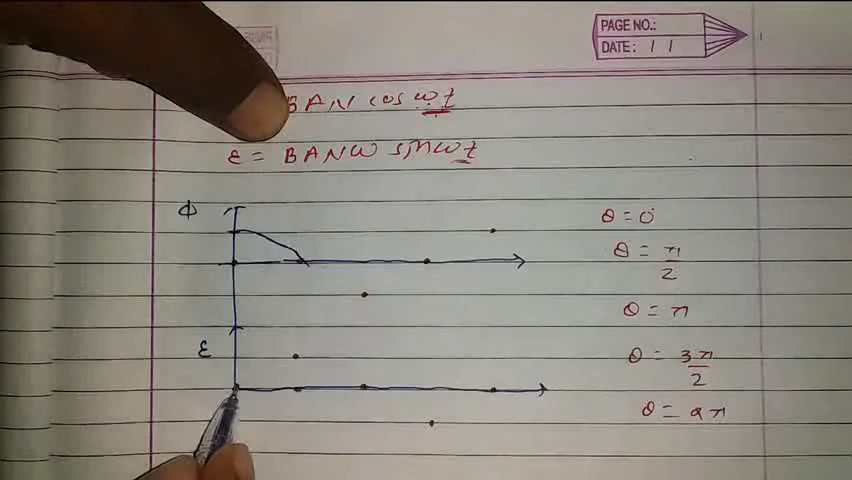 PAGE NO.:
DATE: / /
BAN cos ωt
ε = BANω sinωt
Φ
θ = 0
θ = π/2
θ = π
ε
θ = 3π/2
θ = 2π